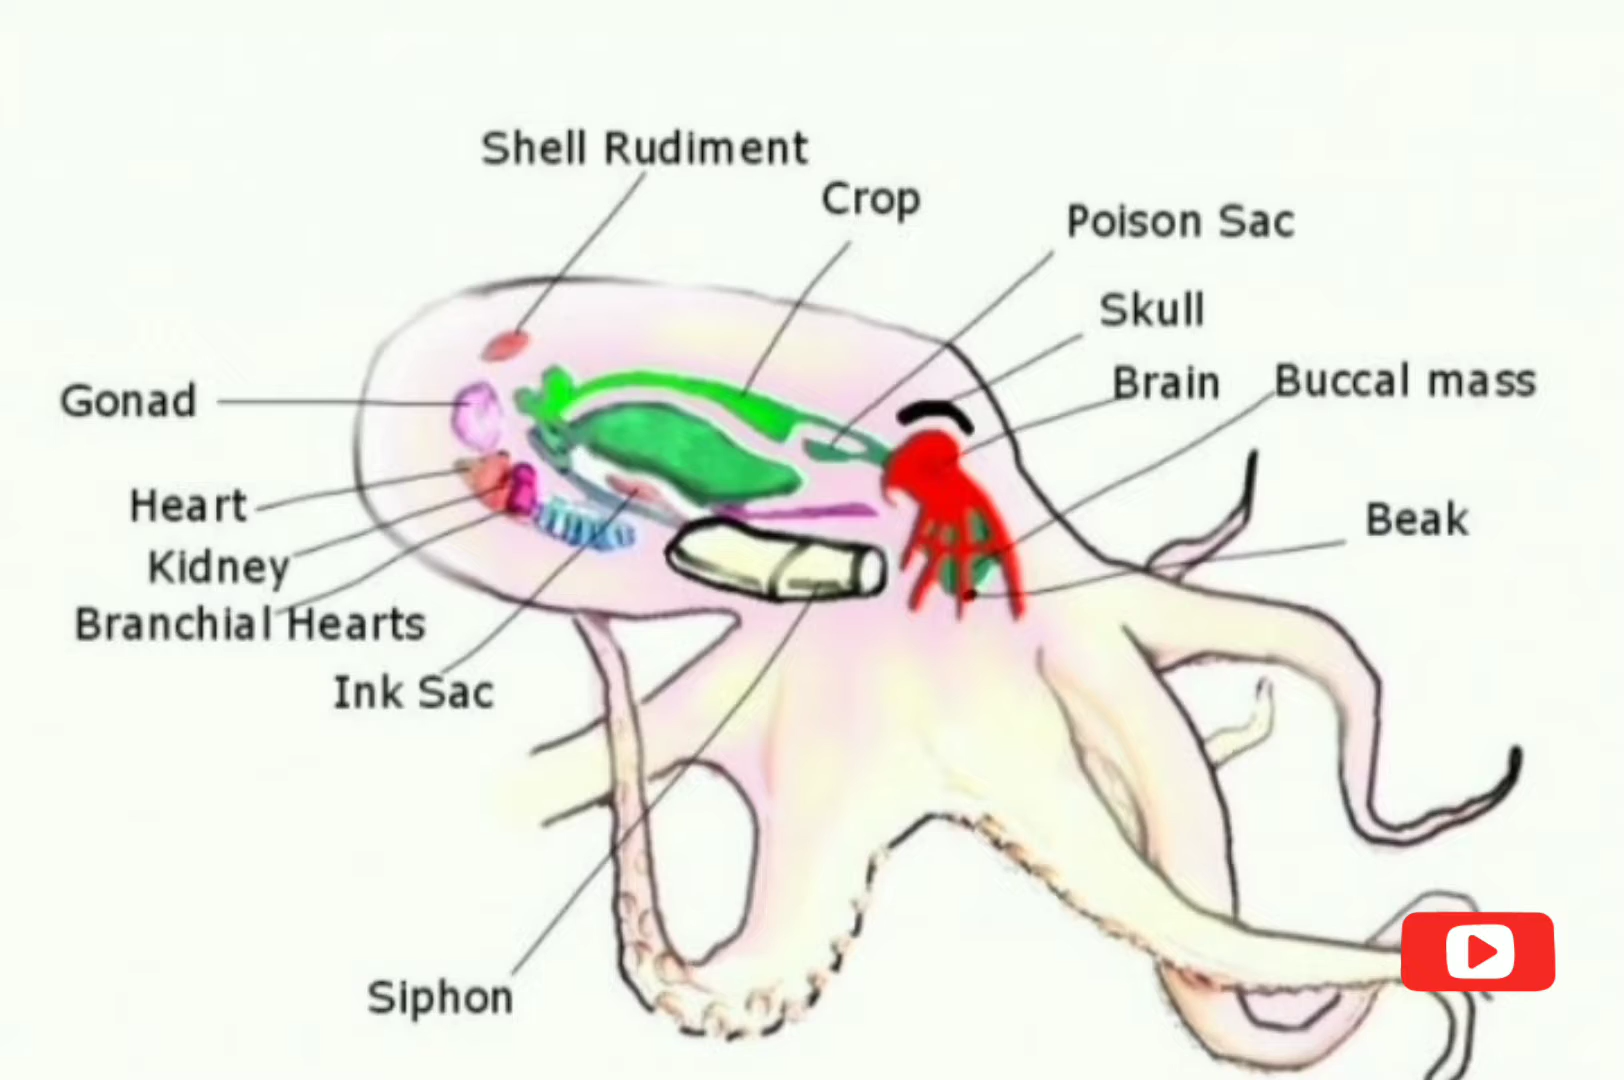 Shell Rudiment
Crop
Poison Sac
Skull
Brain
Buccal mass
Gonad
Heart
Beak
Kidney
Branchial Hearts
Ink Sac
Siphon